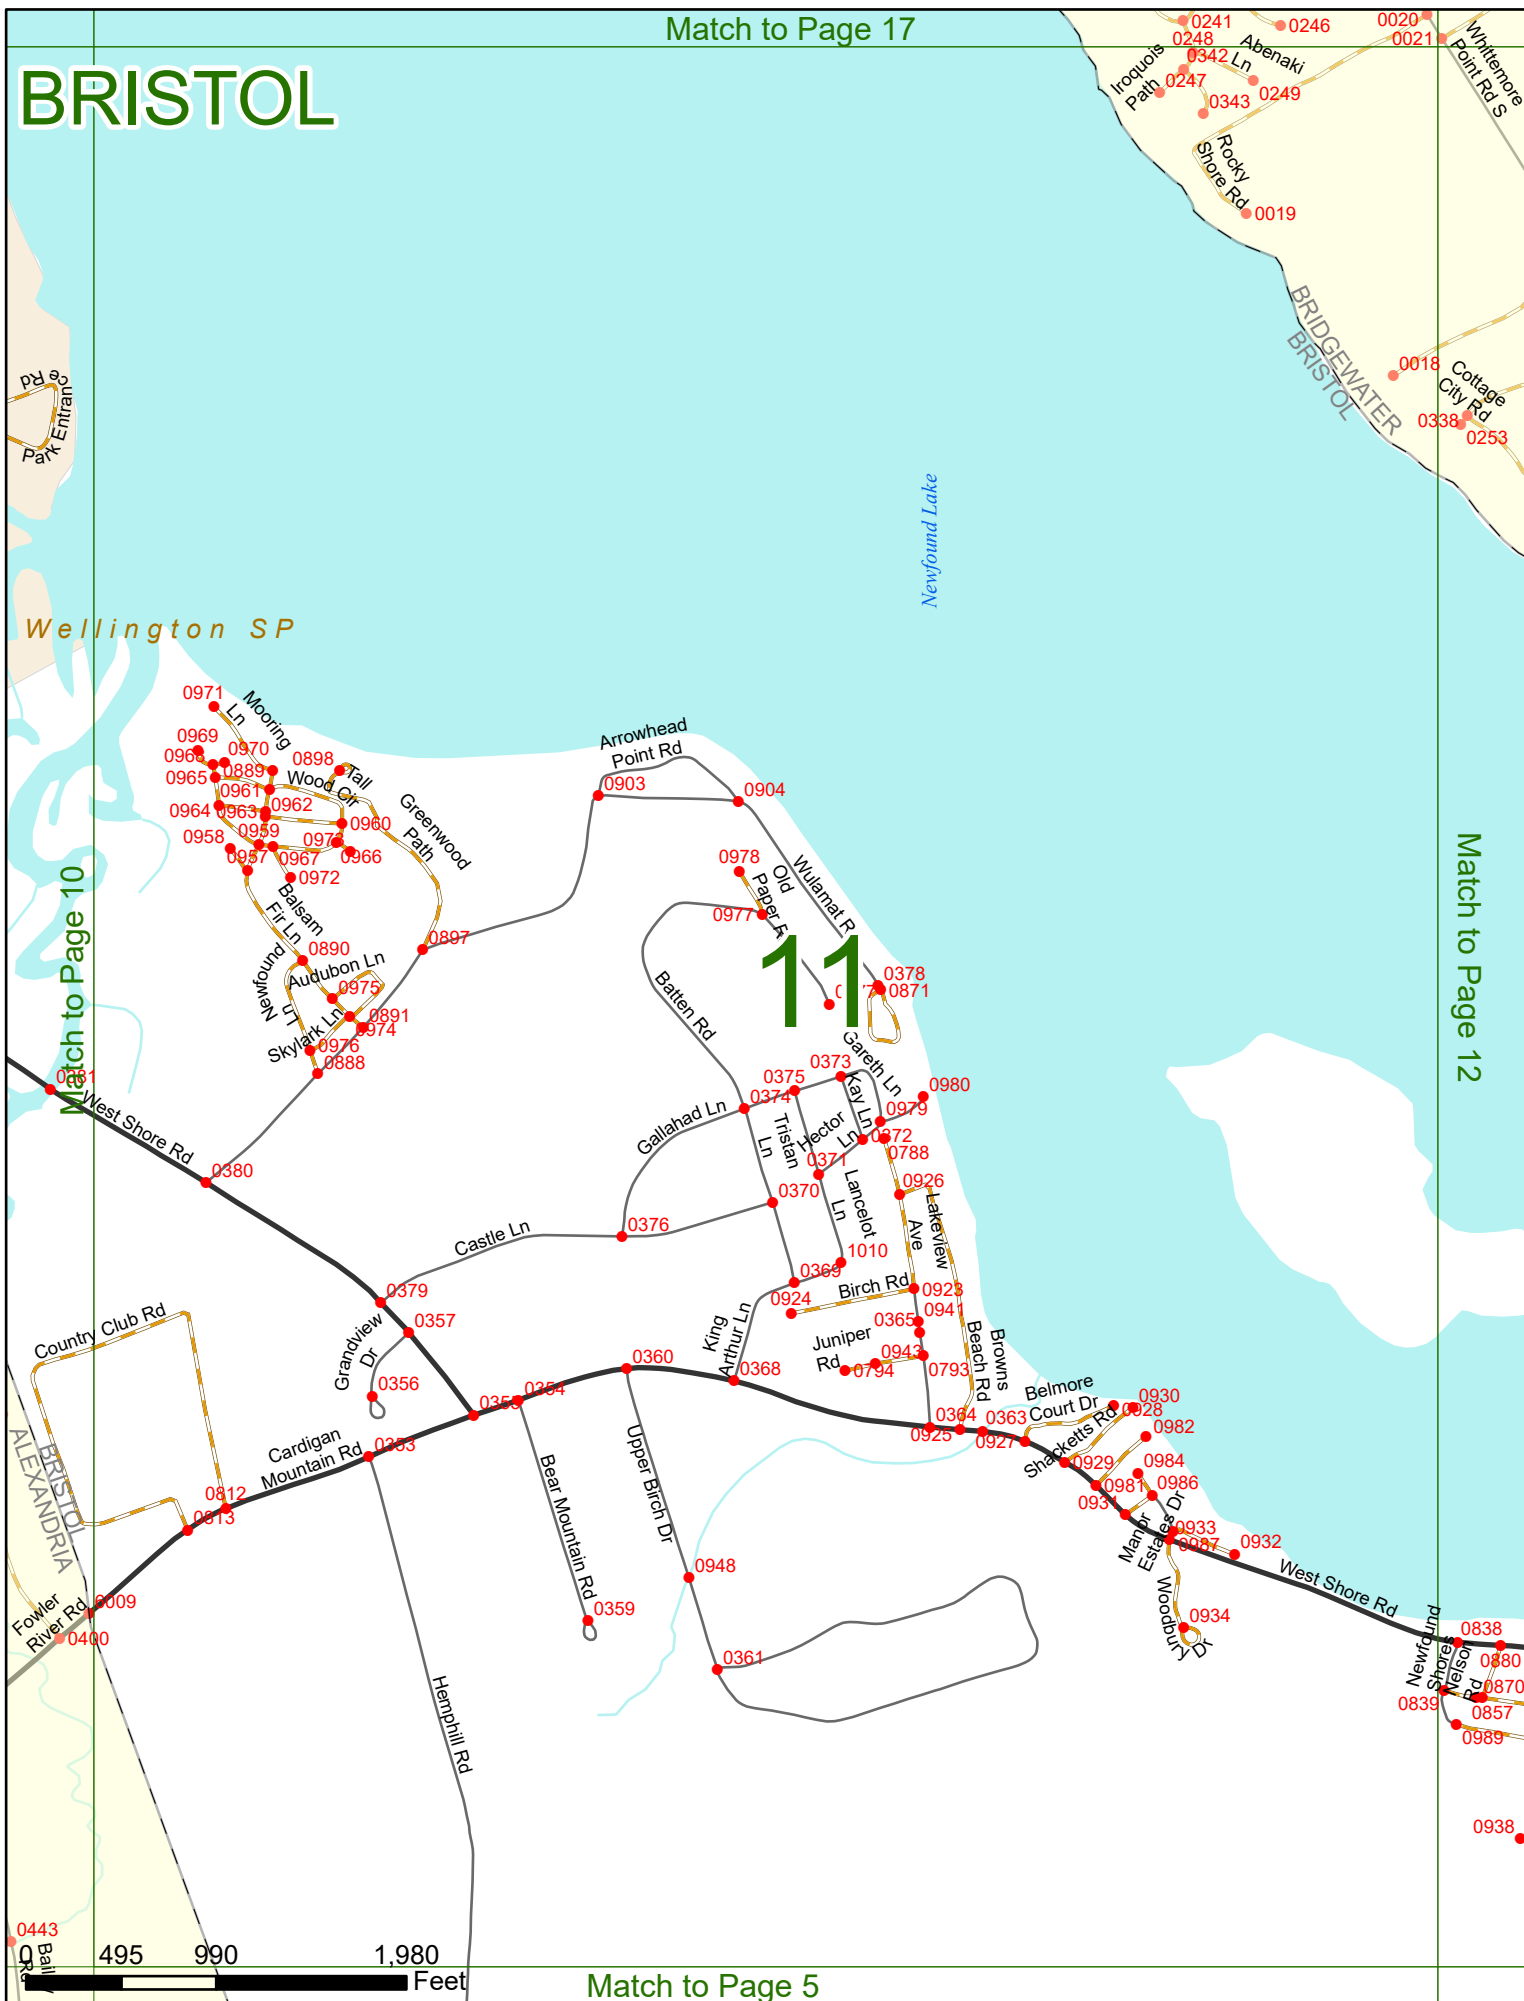 Match to Page 17
BRISTOL
0241
0246
0020
0021
Whittemore
Point Rd S
0248
0342
Abenaki
Ln
Iroquois
Path
0247
0249
0343
Rocky
Shore Rd
0019
BRIDGEWATER
BRISTOL
0018
Cottage
City Rd
0338
0253
Park Entrance
Rd
Newfound Lake
Wellington SP
0971
Mooring
Ln
0969
0968
0970
0898
0889
0965
Tall
Wood Cir
0961
0962
0964
0963
0960
Greenwood
Path
0958
0959
0973
0966
0957
0967
0972
Balsam
Fir Ln
Arrowhead
Point Rd
0903
0904
0978
Old
Paper
Wulamat R
0977
11
0897
0890
Newfound
Ln
Audubon Ln
0975
0891
0974
Skylark Ln
0976
0888
Batten Rd
0378
0871
Match to Page 10
Match to Page 12
0381
West Shore Rd
0380
Gareth Ln
0373
0375
0980
Kay Ln
0374
0979
Gallahad Ln
Tristan
Ln
Hector
Ln
0372
0788
0371
0926
0370
Lancelot
Ln
Lakeview
Ave
0376
Castle Ln
1010
0369
Birch Rd
0923
0924
0379
0357
Country Club Rd
Grandview
Dr
King
Arthur Ln
0941
0365
Juniper
Rd
0943
0794
0793
Browns
Beach Rd
0360
0368
0356
0354
0355
Belmore
Court Dr
0930
0928
0364
0363
0925
0927
Shacketts Rd
0982
Cardigan
Mountain Rd
0353
0929
0984
0981
0986
0931
Manor
Estates Dr
0812
0813
BRISTOL
ALEXANDRIA
Bear Mountain Rd
Upper Birch Dr
0933
0987
0932
0948
West Shore Rd
Woodbury Dr
0934
0359
Fowler
River Rd
0009
0400
0361
Newfound
Shores
Nelson
Rd
0838
0880
0870
0839
0857
0989
Hemphill Rd
0938
0443
0
495
990
1,980
Feet
Match to Page 5